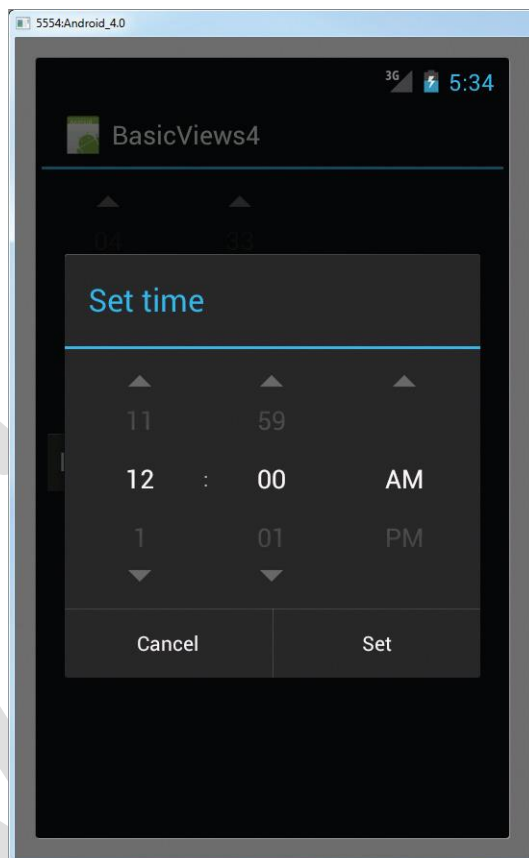 5554:Android_4.0
3G 5:34
BasicViews4
04 33
Set time
11 59
12 : 00 AM
1 01 PM
Cancel Set